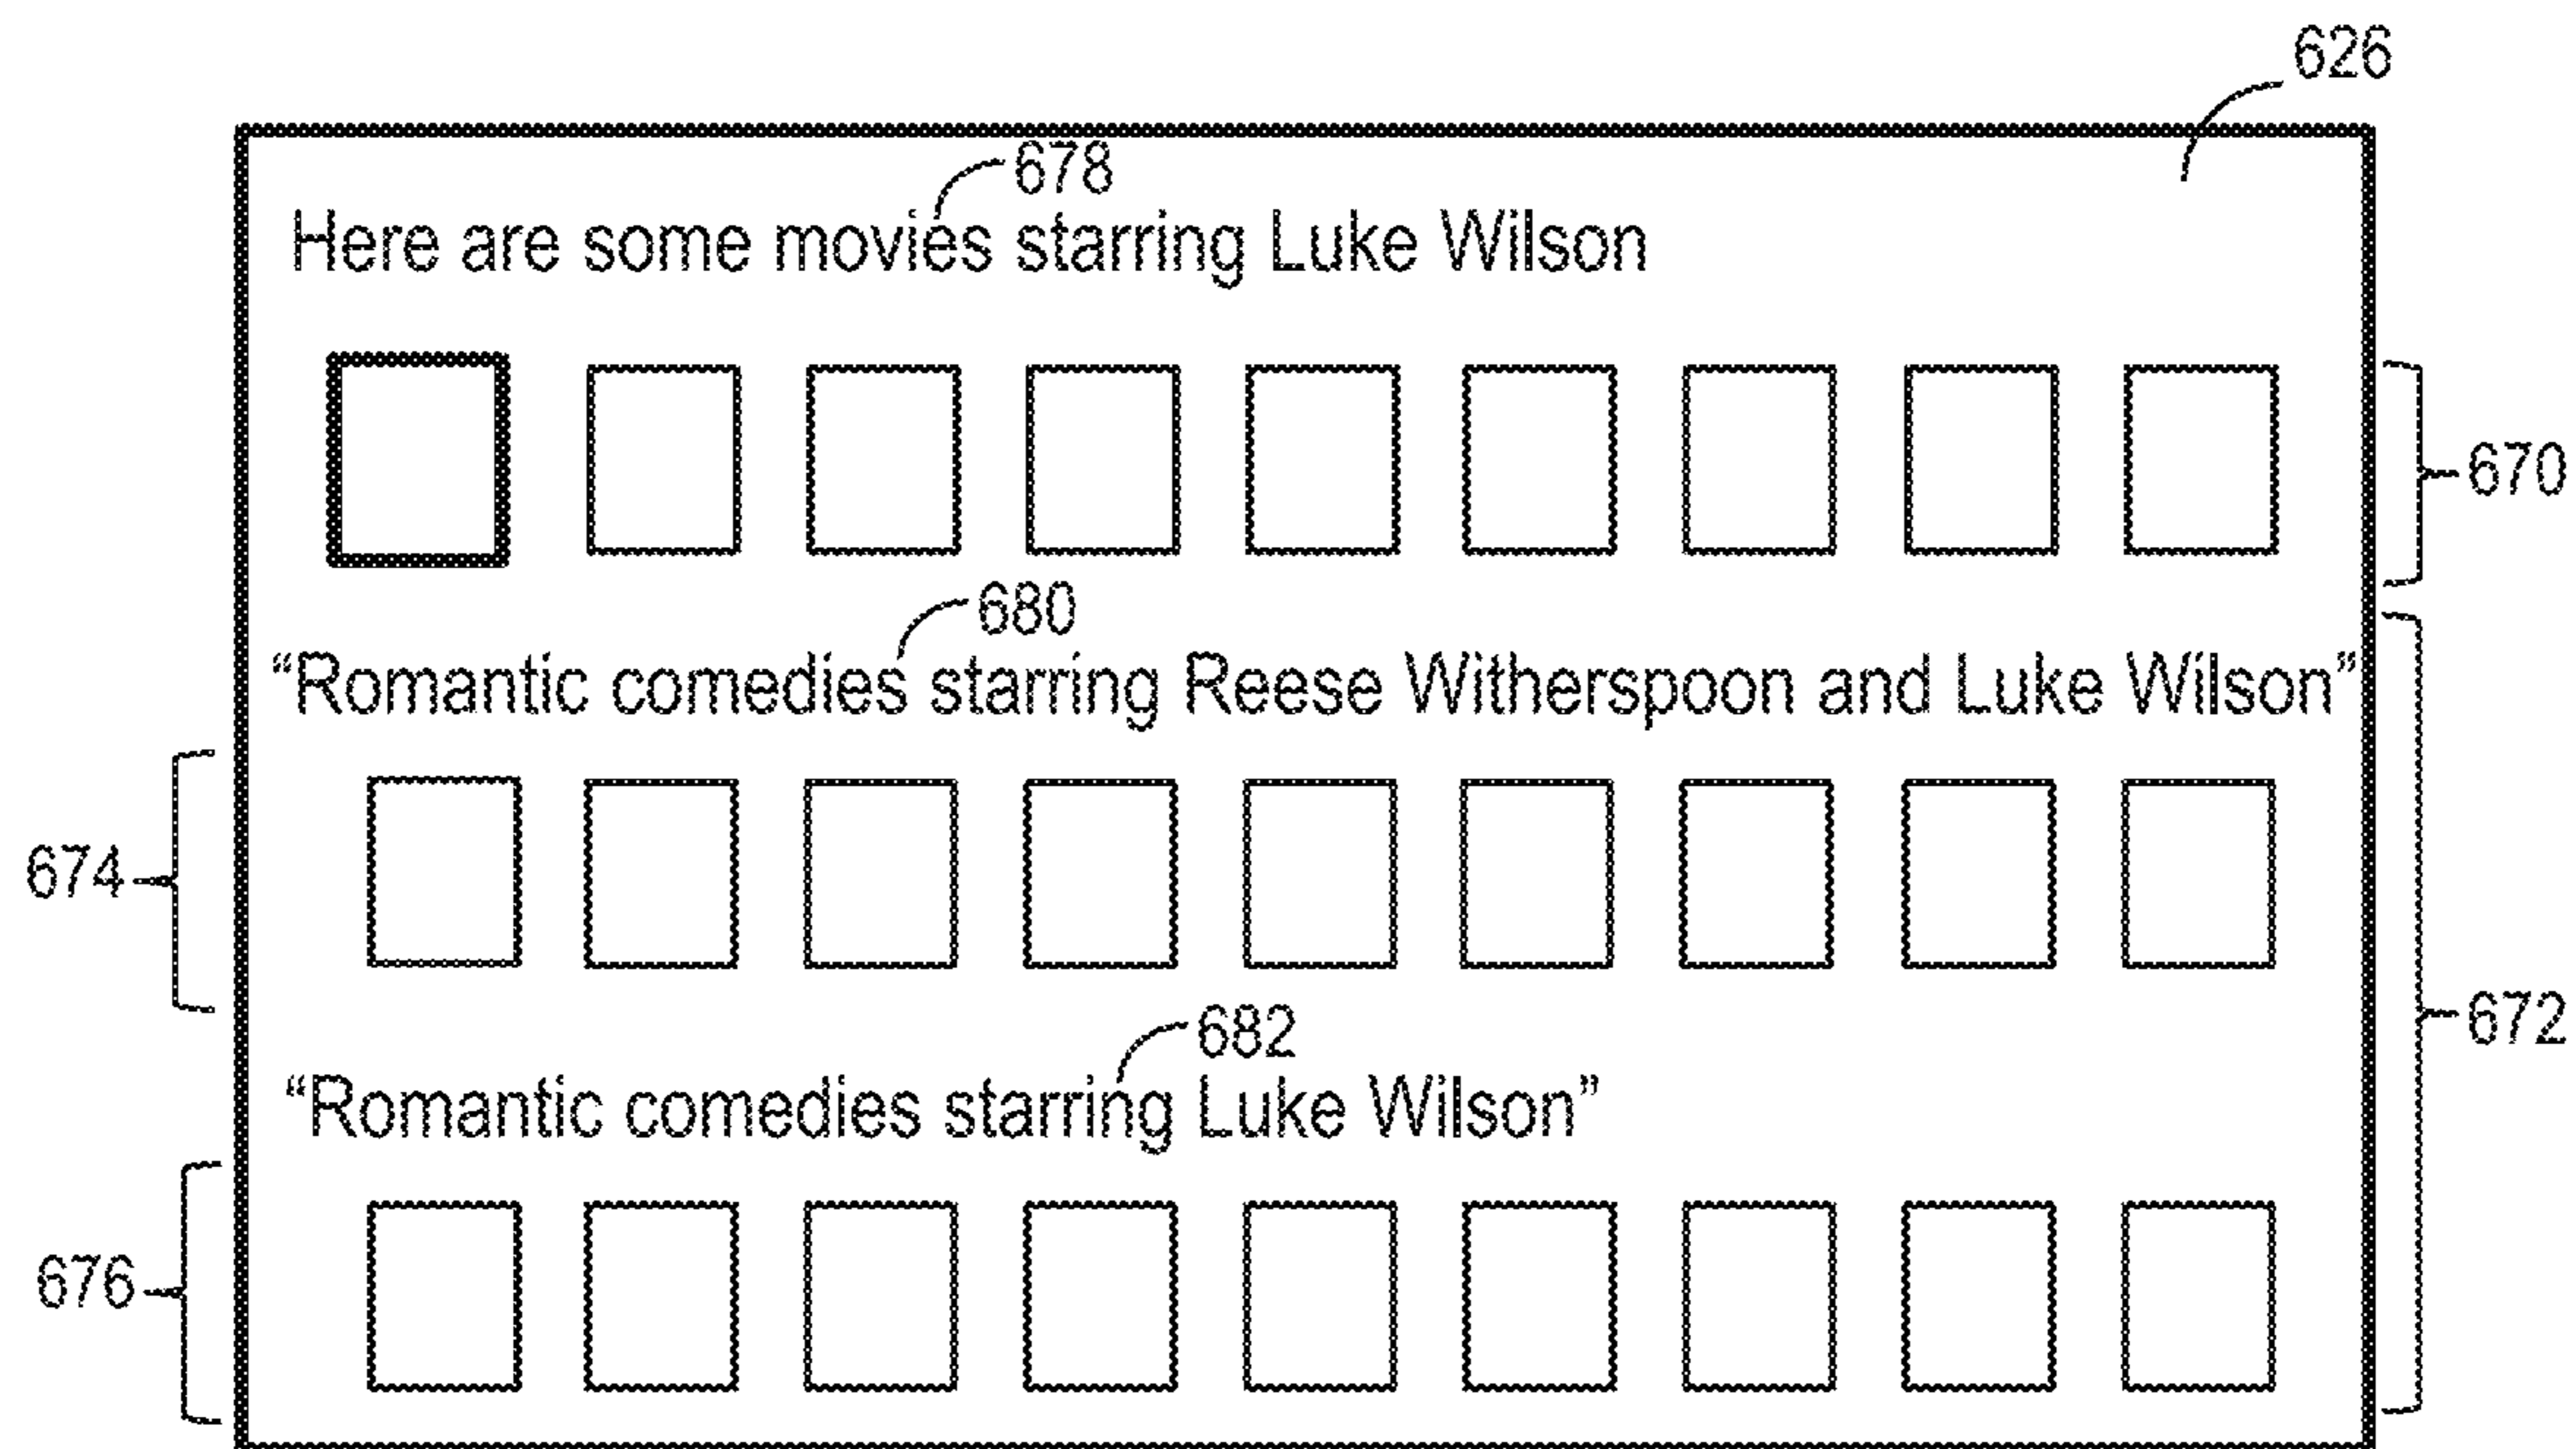 626
678
Here are some movies starring Luke Wilson
670
680
“Romantic comedies starring Reese Witherspoon and Luke Wilson”
674
682
672
“Romantic comedies starring Luke Wilson”
676